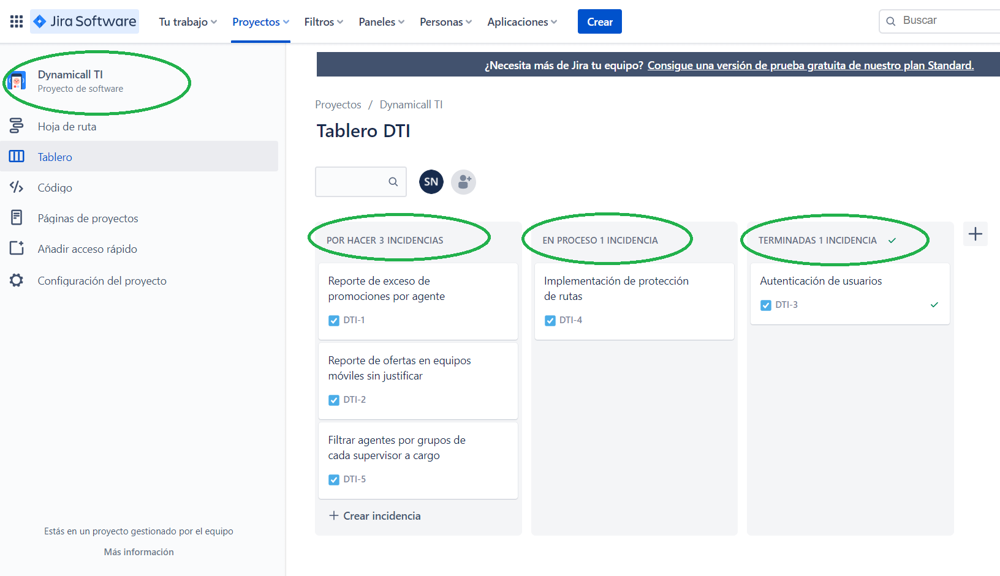 Jira Software
Tu trabajo
Proyectos
Filtros
Paneles
Personas
Aplicaciones
Crear
Buscar
Dynamicall TI
Proyecto de software
Hoja de ruta
Tablero
Código
Páginas de proyectos
Añadir acceso rápido
Configuración del proyecto
Estás en un proyecto gestionado por el equipo
Más información
¿Necesita más de Jira tu equipo? Consigue una versión de prueba gratuita de nuestro plan Standard.
Proyectos / Dynamicall TI
Tablero DTI
SN
POR HACER 3 INCIDENCIAS
Reporte de exceso de
promociones por agente
DTI-1
Reporte de ofertas en equipos
móviles sin justificar
DTI-2
Filtrar agentes por grupos de
cada supervisor a cargo
DTI-5
Crear incidencia
EN PROCESO 1 INCIDENCIA
Implementación de protección
de rutas
DTI-4
TERMINADAS 1 INCIDENCIA
Autenticación de usuarios
DTI-3